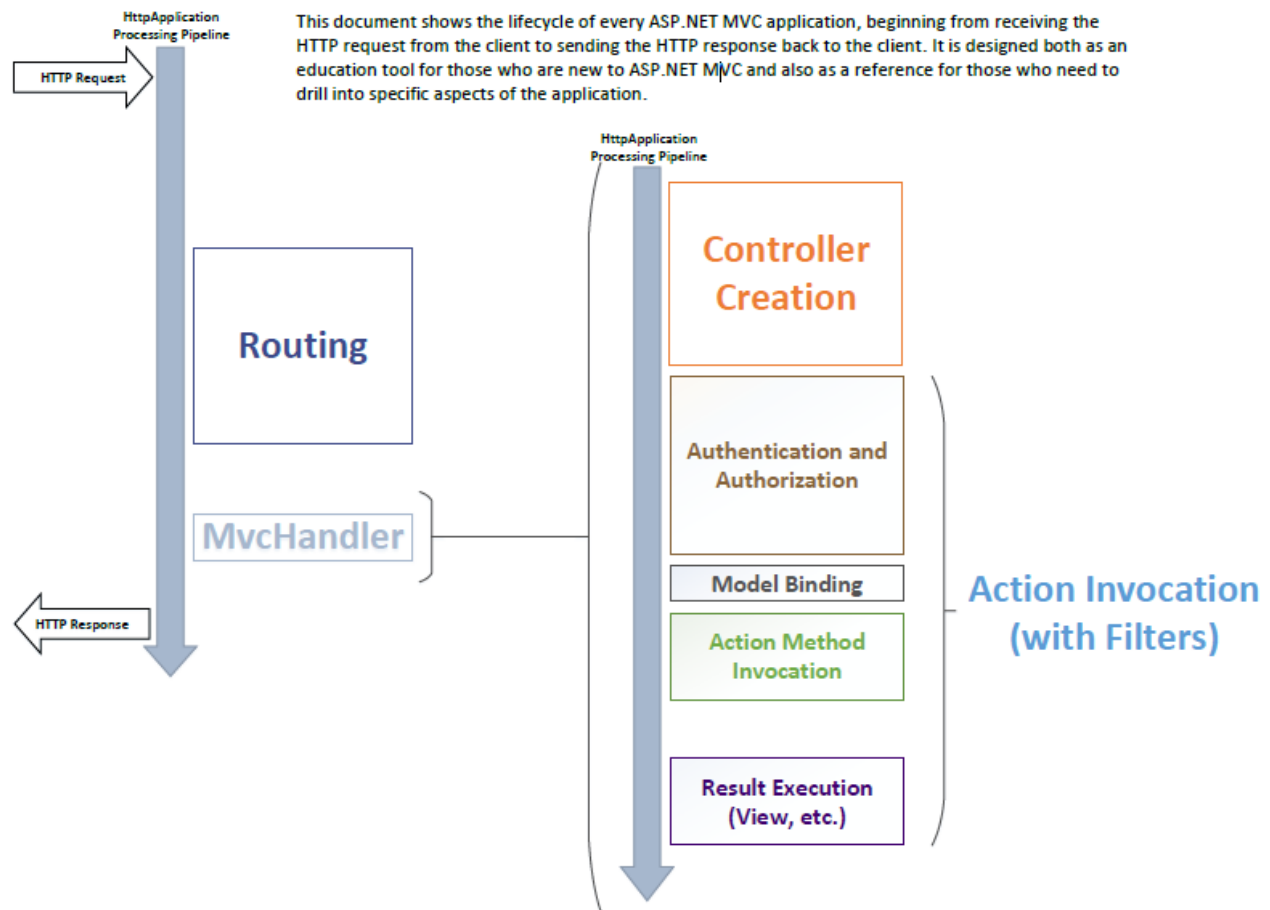 HttpApplication
Processing Pipeline
This document shows the lifecycle of every ASP.NET MVC application, beginning from receiving the
HTTP request from the client to sending the HTTP response back to the client. It is designed both as an
education tool for those who are new to ASP.NET MVC and also as a reference for those who need to
drill into specific aspects of the application.
HTTP Request
HttpApplication
Processing Pipeline
Controller
Creation
Routing
Authentication and
Authorization
MvcHandler
Model Binding
Action Invocation
(with Filters)
HTTP Response
Action Method
Invocation
Result Execution
(View, etc.)